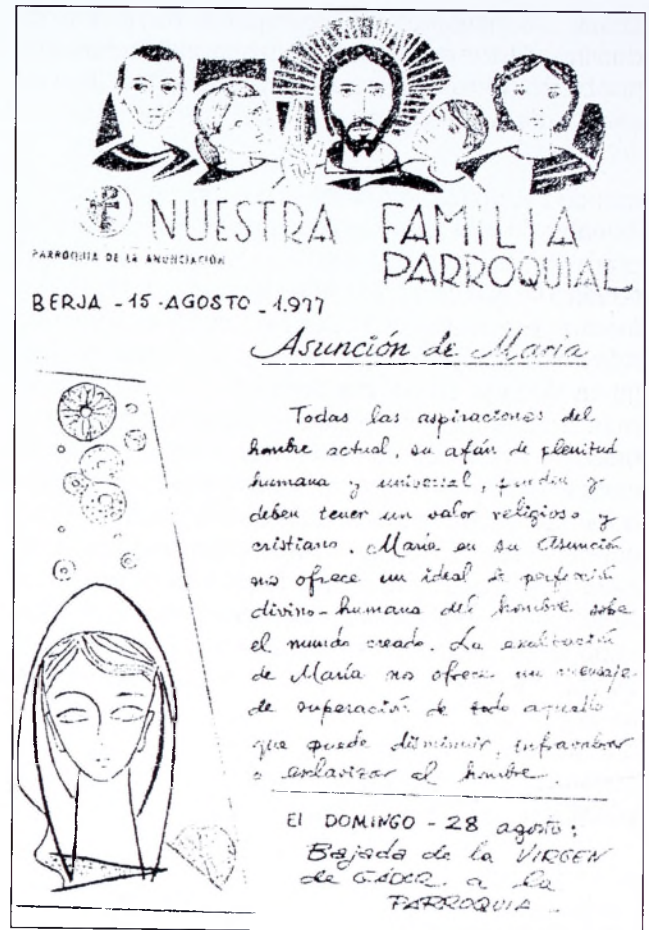 NUESTRA FAMILIA
PARROQUIAL
PARROQUIA DE LA ANUNCIACIÓN
BERJA - 15 - AGOSTO - 1.977
Asunción de María
Todas las aspiraciones del
hombre actual, su afán de plenitud
humana y universal, pueden y
deben tener un valor religioso y
cristiano. María en su Asunción
nos ofrece un ideal de perfección
divino-humana del hombre sobre
el mundo creado. La exaltación
de María nos ofrece un mensaje
de superación de todo aquello
que puede disminuir, infravalorar
o esclavizar al hombre
El DOMINGO - 28 agosto:
Bajada de la VIRGEN
de GÁDOR a la
PARROQUIA